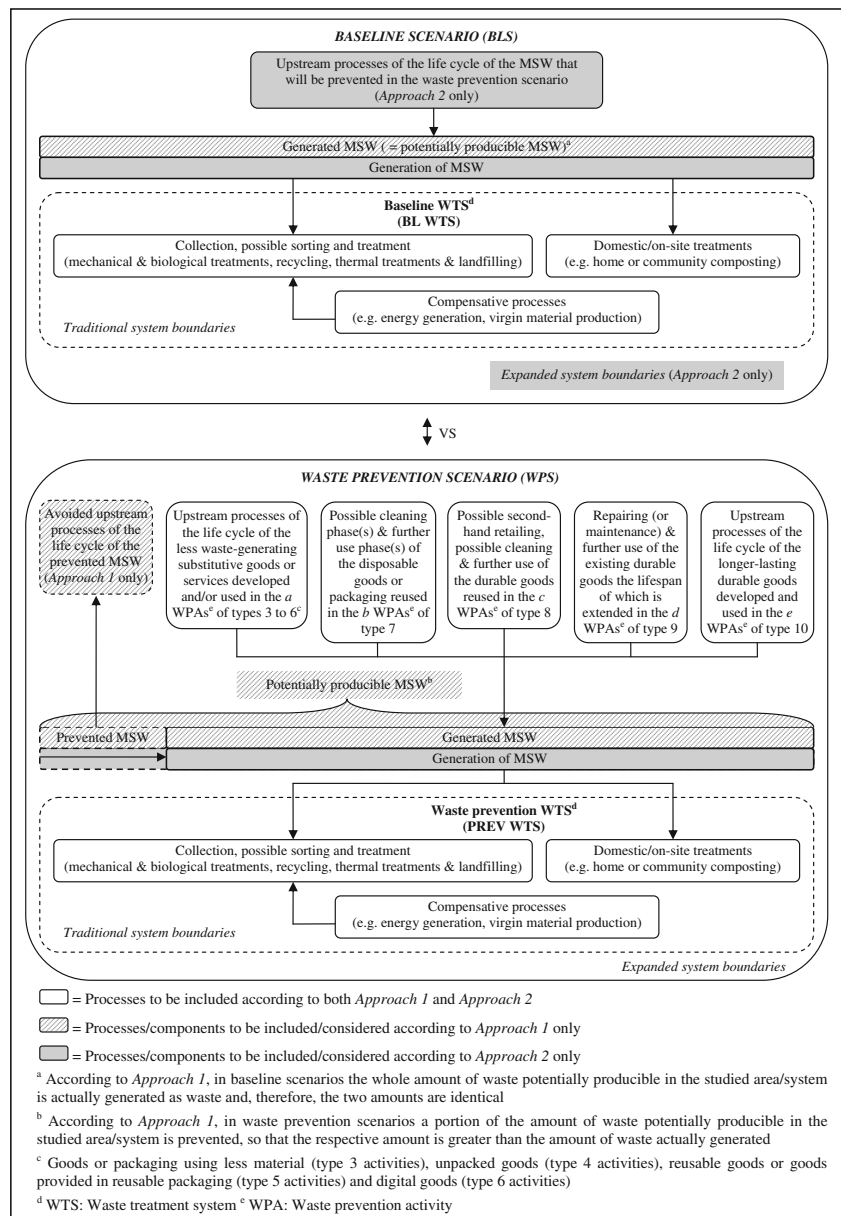 BASELINE SCENARIO (BLS)
Upstream processes of the life cycle of the MSW that
will be prevented in the waste prevention scenario
(Approach 2 only)
Generated MSW ( = potentially producible MSW)ᵃ
Generation of MSW
Baseline WTSᵈ
(BL WTS)
Collection, possible sorting and treatment
(mechanical & biological treatments, recycling, thermal treatments & landfilling)
Domestic/on-site treatments
(e.g. home or community composting)
Compensative processes
(e.g. energy generation, virgin material production)
Traditional system boundaries
Expanded system boundaries (Approach 2 only)
VS
WASTE PREVENTION SCENARIO (WPS)
Avoided upstream
processes of the
life cycle of the
prevented MSW
(Approach 1 only)
Upstream processes of
the life cycle of the
less waste-generating
substitutive goods or
services developed
and/or used in the a
WPAsᵉ of types 3 to 6ᶜ
Possible cleaning
phase(s) & further
use phase(s) of the
disposable
goods or
packaging reused
in the b WPAsᵉ of
type 7
Possible second-
hand retailing,
possible cleaning
& further use of
the durable goods
reused in the c
WPAsᵉ of type 8
Repairing (or
maintenance) &
further use of the
existing durable
goods the lifespan
of which is
extended in the d
WPAsᵉ of type 9
Upstream
processes of the
life cycle of the
longer-lasting
durable goods
developed and
used in the e
WPAsᵉ of type 10
Potentially producible MSWᵇ
Prevented MSW
Generated MSW
Generation of MSW
Waste prevention WTSᵈ
(PREV WTS)
Collection, possible sorting and treatment
(mechanical & biological treatments, recycling, thermal treatments & landfilling)
Domestic/on-site treatments
(e.g. home or community composting)
Compensative processes
(e.g. energy generation, virgin material production)
Traditional system boundaries
Expanded system boundaries
= Processes to be included according to both Approach 1 and Approach 2
= Processes/components to be included/considered according to Approach 1 only
= Processes/components to be included/considered according to Approach 2 only
ᵃ According to Approach 1, in baseline scenarios the whole amount of waste potentially producible in the studied area/system
is actually generated as waste and, therefore, the two amounts are identical
ᵇ According to Approach 1, in waste prevention scenarios a portion of the amount of waste potentially producible in the
studied area/system is prevented, so that the respective amount is greater than the amount of waste actually generated
ᶜ Goods or packaging using less material (type 3 activities), unpacked goods (type 4 activities), reusable goods or goods
provided in reusable packaging (type 5 activities) and digital goods (type 6 activities)
ᵈ WTS: Waste treatment system ᵉ WPA: Waste prevention activity